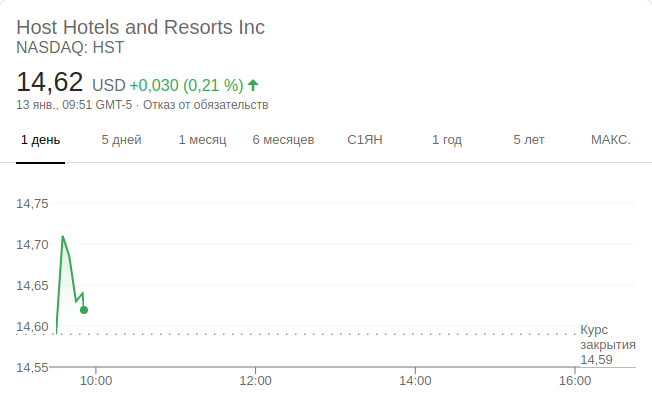 Host Hotels and Resorts Inc
NASDAQ: HST
14,62 USD +0,030 (0,21 %)
13 янв., 09:51 GMT-5 · Отказ от обязательств
1 день 5 дней 1 месяц 6 месяцев С1ЯН 1 год 5 лет МАКС.
14,75
14,70
14,65
14,60
Курс
закрытия
14,59
14,55
10:00 12:00 14:00 16:00